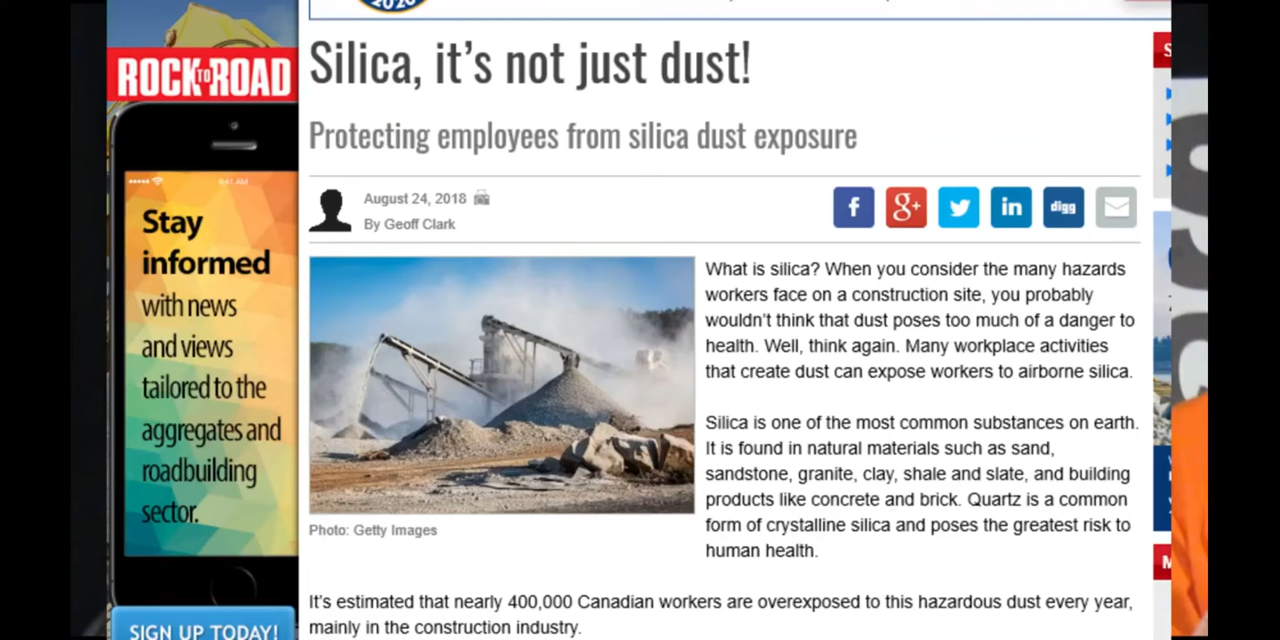 2020
Silica, it's not just dust!
Protecting employees from silica dust exposure
ROCK TO ROAD
August 24, 2018
By Geoff Clark
f
g+
in
digg
9:41 AM
Stay
informed
with news
and views
tailored to the
aggregates and
roadbuilding
sector.
SIGN UP TODAY!
Photo: Getty Images
What is silica? When you consider the many hazards
workers face on a construction site, you probably
wouldn't think that dust poses too much of a danger to
health. Well, think again. Many workplace activities
that create dust can expose workers to airborne silica.
Silica is one of the most common substances on earth.
It is found in natural materials such as sand,
sandstone, granite, clay, shale and slate, and building
products like concrete and brick. Quartz is a common
form of crystalline silica and poses the greatest risk to
human health.
It's estimated that nearly 400,000 Canadian workers are overexposed to this hazardous dust every year,
mainly in the construction industry.
S
M